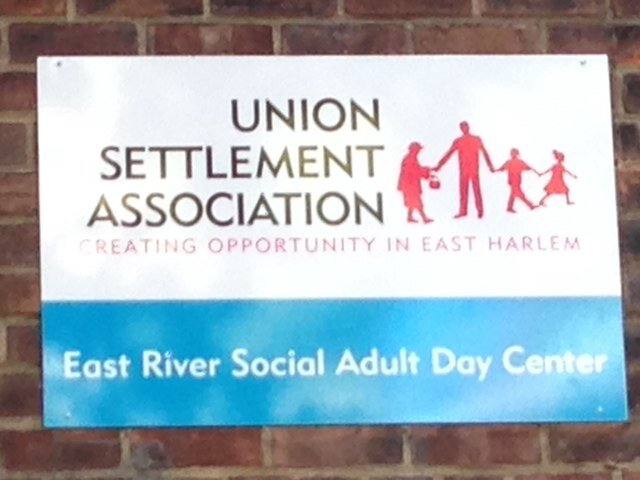 UNION
SETTLEMENT
ASSOCIATION
CREATING OPPORTUNITY IN EAST HARLEM
East River Social Adult Day Center